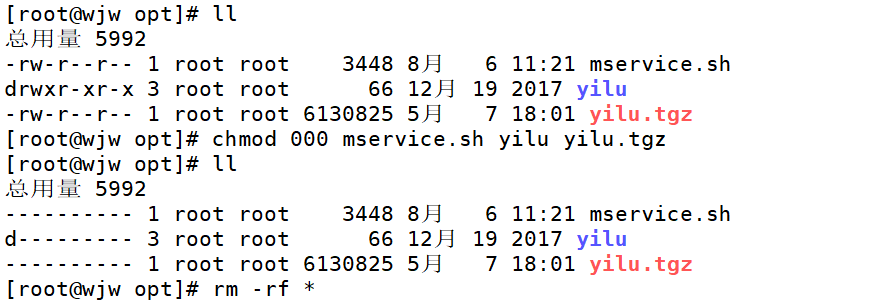 [root@wjw opt]# ll
总用量 5992
-rw-r--r-- 1 root root    3448 8月   6 11:21 mservice.sh
drwxr-xr-x 3 root root      66 12月 19 2017 yilu
-rw-r--r-- 1 root root 6130825 5月   7 18:01 yilu.tgz
[root@wjw opt]# chmod 000 mservice.sh yilu yilu.tgz
[root@wjw opt]# ll
总用量 5992
---------- 1 root root    3448 8月   6 11:21 mservice.sh
d--------- 3 root root      66 12月 19 2017 yilu
---------- 1 root root 6130825 5月   7 18:01 yilu.tgz
[root@wjw opt]# rm -rf *